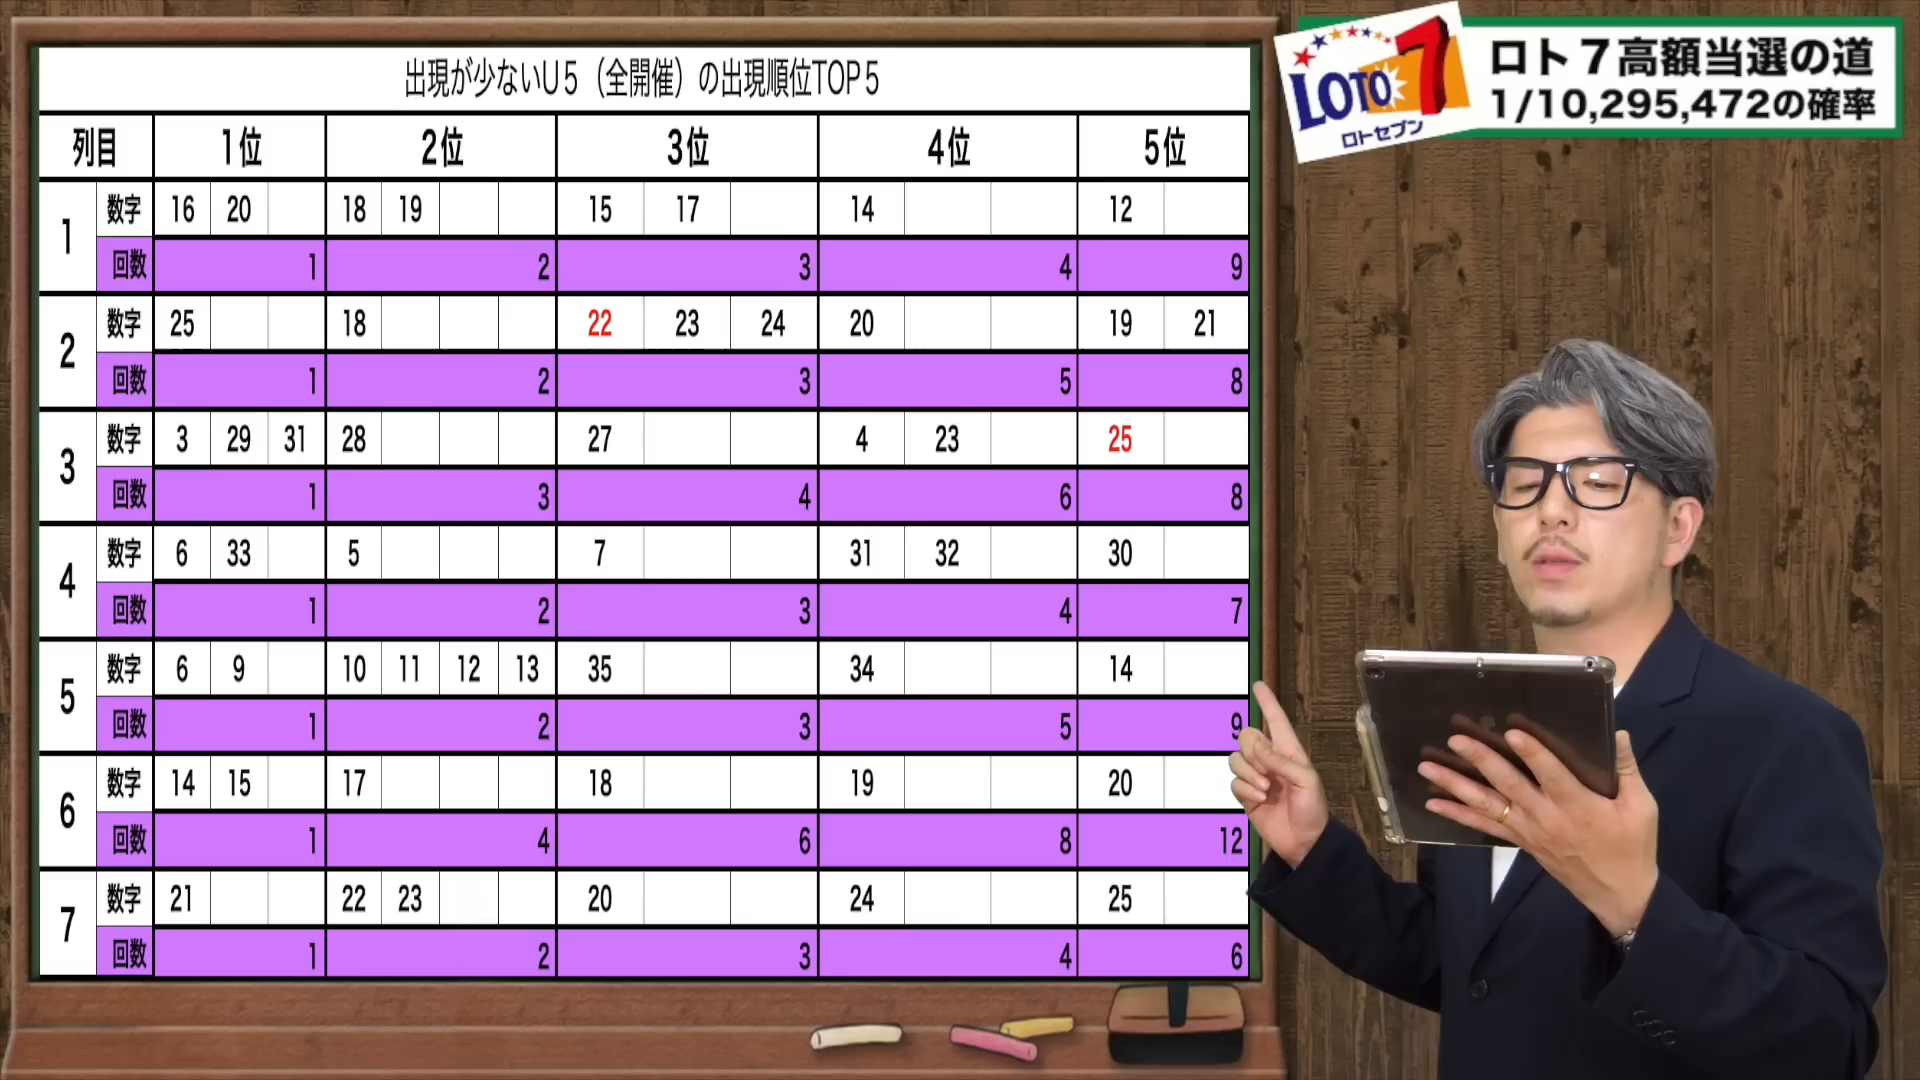 出現が少ないU5（全開催）の出現順位TOP5
列目 1位 2位 3位 4位 5位
1 数字 16 20 18 19 15 17 14 12
回数 1 2 3 4 9
2 数字 25 18 22 23 24 20 19 21
回数 1 2 3 5 8
3 数字 3 29 31 28 27 4 23 25
回数 1 3 4 6 8
4 数字 6 33 5 7 31 32 30
回数 1 2 3 4 7
5 数字 6 9 10 11 12 13 35 34 14
回数 1 2 3 5 9
6 数字 14 15 17 18 19 20
回数 1 4 6 8 12
7 数字 21 22 23 20 24 25
回数 1 2 3 4 6
LOTO 7
ロトセブン
ロト７高額当選の道
1/10,295,472の確率